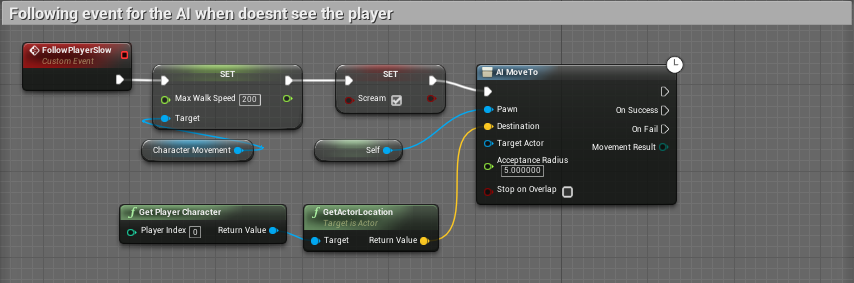 Following event for the AI when doesnt see the player
FollowPlayerSlow
Custom Event
SET
Max Walk Speed 200
Target
Character Movement
SET
Scream
Self
AI MoveTo
Pawn
On Success
Destination
On Fail
Target Actor
Movement Result
Acceptance Radius
5.000000
Stop on Overlap
f Get Player Character
Player Index 0 Return Value
f GetActorLocation
Target is Actor
Target Return Value